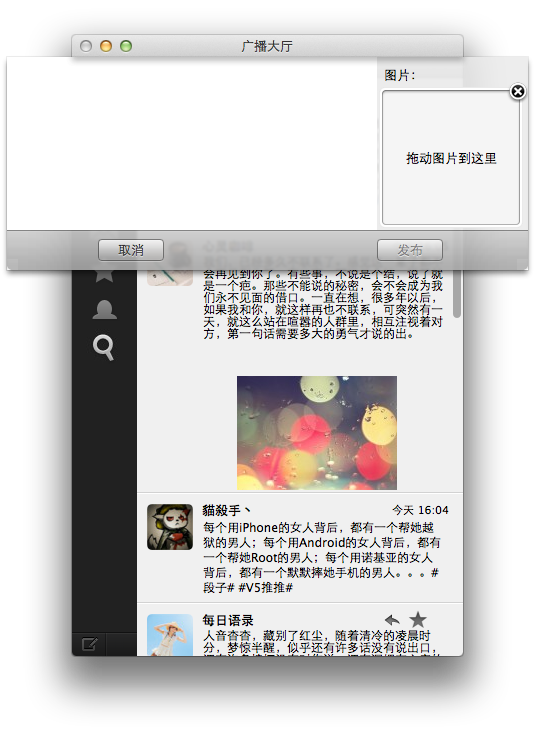 广播大厅
图片：
拖动图片到这里
取消
发布
会再见到你了。有些事，不说是个结，说了就
是一个疤。那些不能说的秘密，会不会成为我
们永不见面的借口。一直在想，很多年以后，
如果我和你，就这样再也不联系，可突然有一
天，就这么站在喧嚣的人群里，相互注视着对
方，第一句话需要多大的勇气才说的出。
貓殺手丶
今天 16:04
每个用iPhone的女人背后，都有一个帮她越
狱的男人；每个用Android的女人背后，都有
一个帮她Root的男人；每个用诺基亚的女人
背后，都有一个默默摔她手机的男人。。。#
段子# #V5推推#
每日语录
人音杳杳，藏别了红尘，随着清冷的凌晨时
分，梦惊半醒，似乎还有许多话没有说出口，